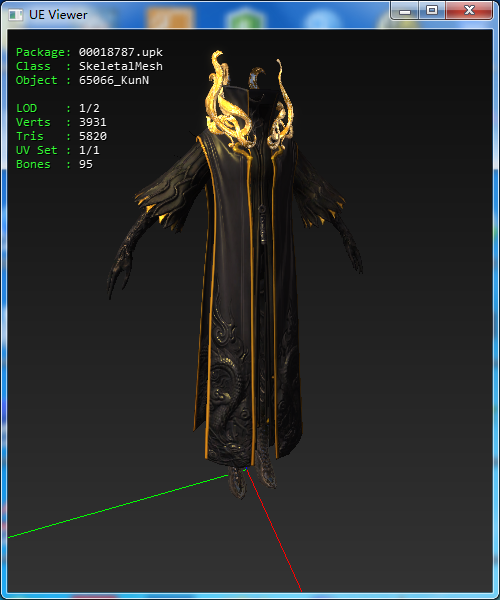 UE Viewer
Package: 00018787.upk
Class : SkeletalMesh
Object : 65066_KunN
LOD : 1/2
Verts : 3931
Tris : 5820
UV Set : 1/1
Bones : 95